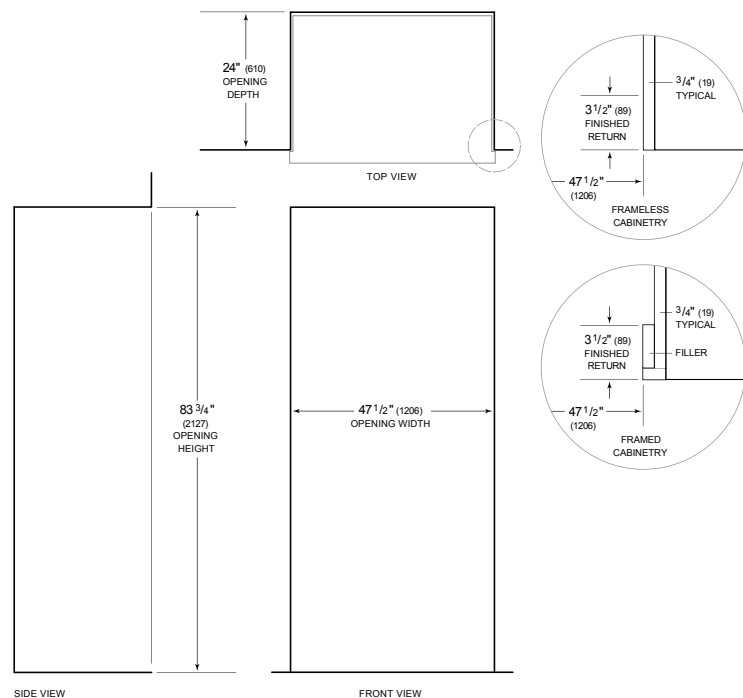 24" (610)
OPENING
DEPTH
TOP VIEW
3/4" (19)
TYPICAL
3 1/2" (89)
FINISHED
RETURN
47 1/2"
(1206)
FRAMELESS
CABINETRY
3/4" (19)
TYPICAL
3 1/2" (89)
FINISHED
RETURN
FILLER
47 1/2"
(1206)
FRAMED
CABINETRY
83 3/4"
(2127)
OPENING
HEIGHT
47 1/2" (1206)
OPENING WIDTH
SIDE VIEW
FRONT VIEW